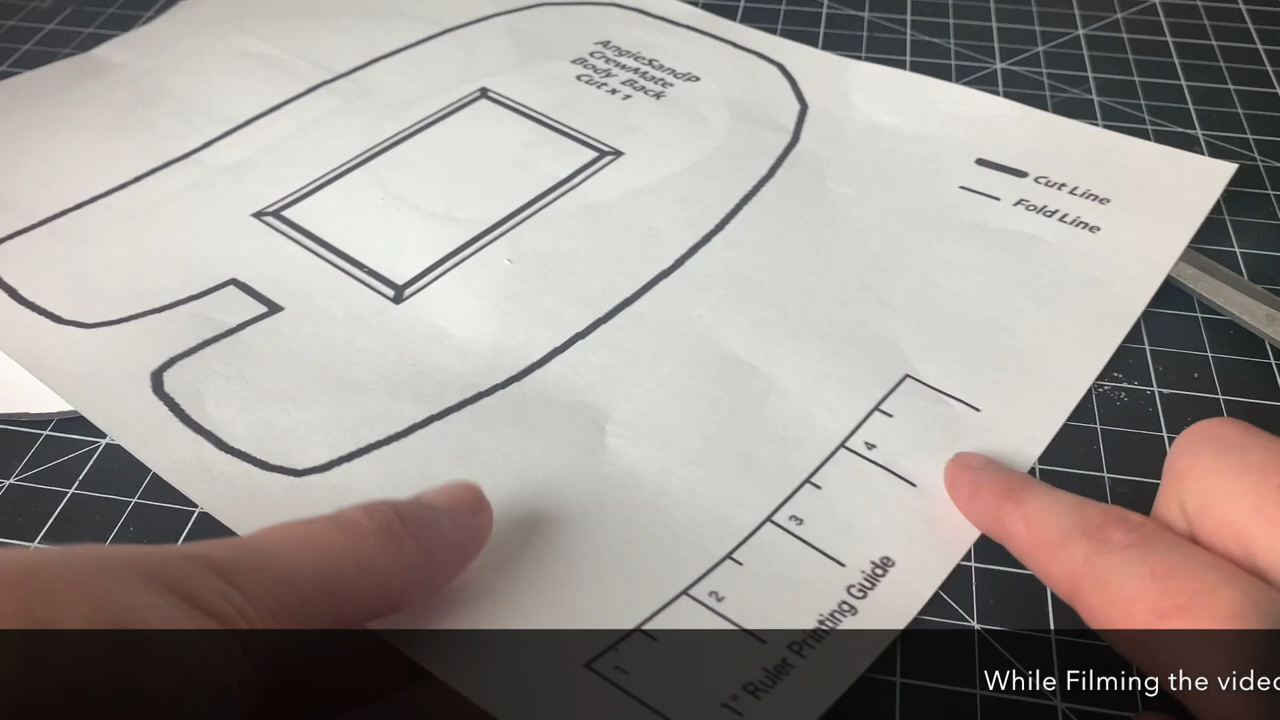 AngieSandP
CrewMate
Body Back
Cut x 1
Cut Line
Fold Line
4
3
2
1
1" Ruler Printing Guide
While Filming the video